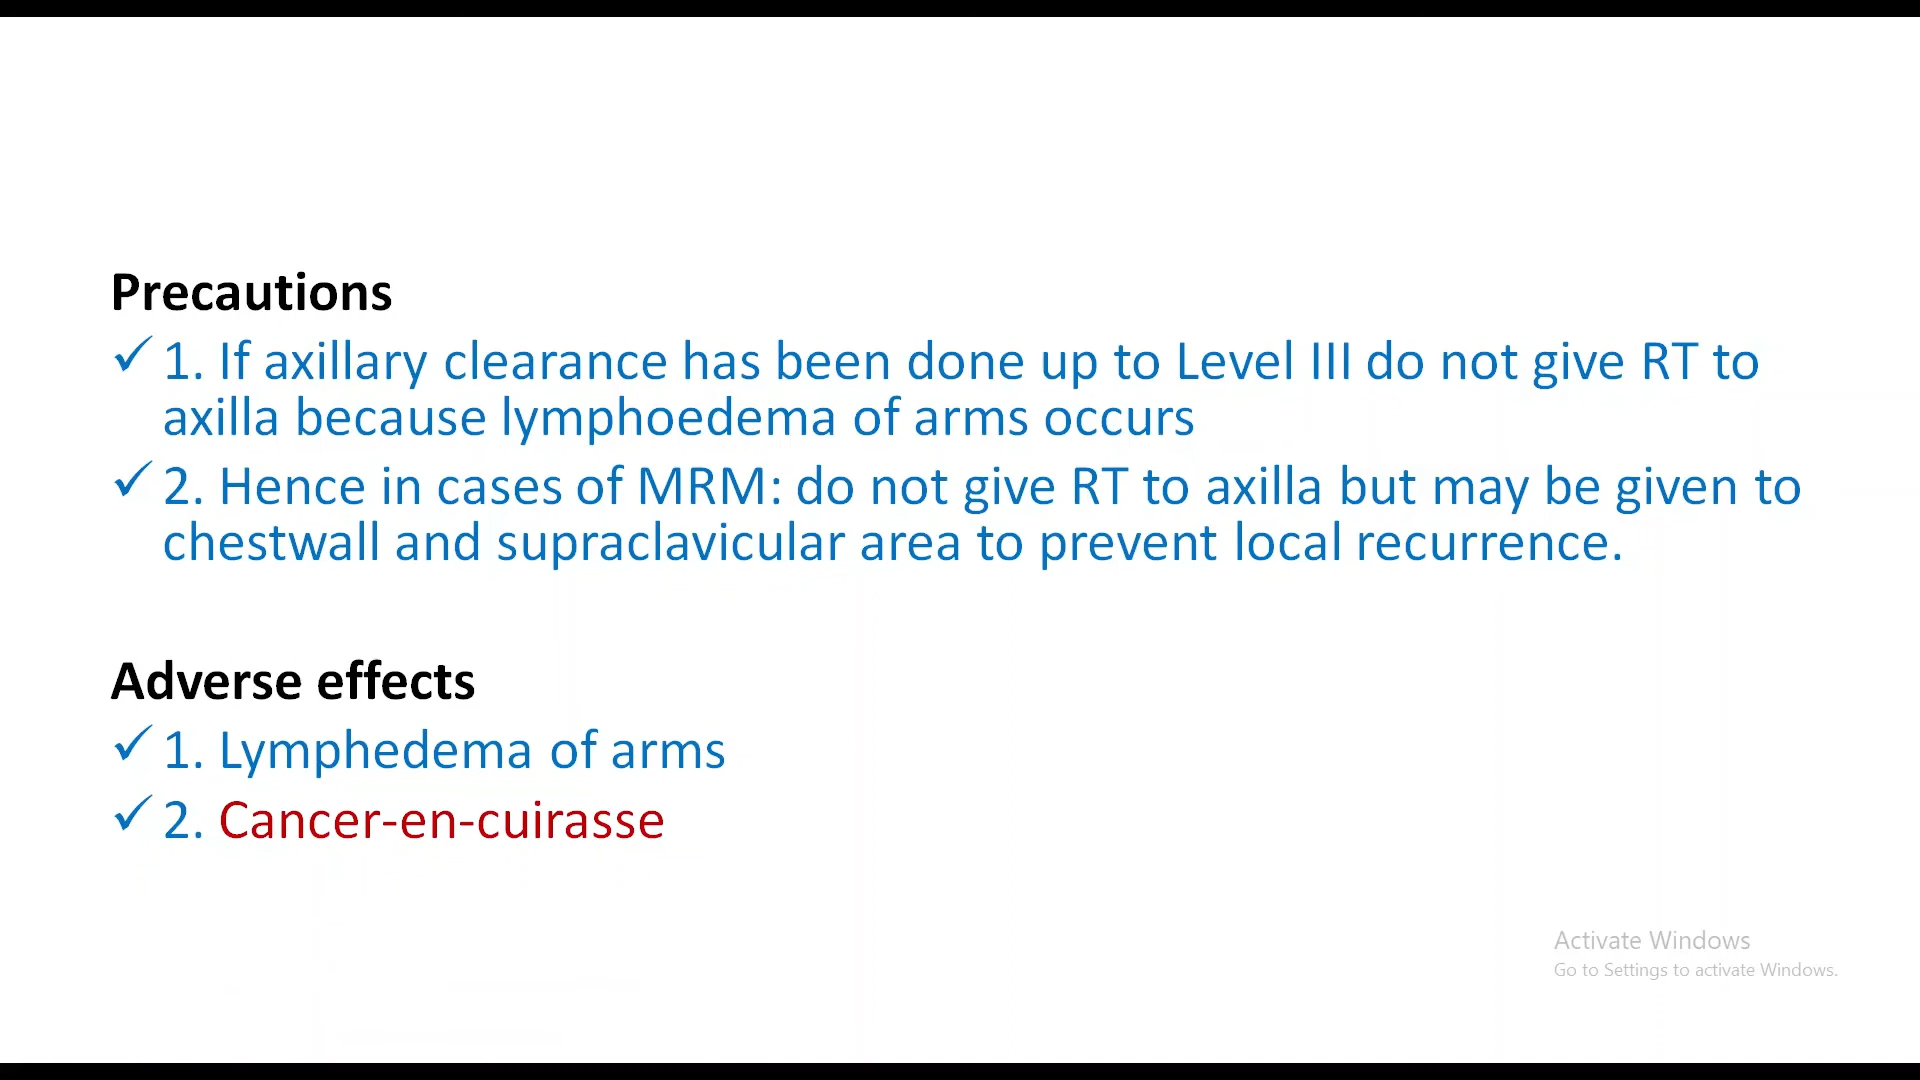 Precautions
✓ 1. If axillary clearance has been done up to Level III do not give RT to
axilla because lymphoedema of arms occurs
✓ 2. Hence in cases of MRM: do not give RT to axilla but may be given to
chestwall and supraclavicular area to prevent local recurrence.
Adverse effects
✓ 1. Lymphedema of arms
✓ 2. Cancer-en-cuirasse
Activate Windows
Go to Settings to activate Windows.